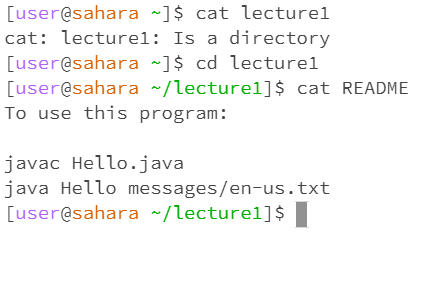 [user@sahara ~]$ cat lecture1
cat: lecture1: Is a directory
[user@sahara ~]$ cd lecture1
[user@sahara ~/lecture1]$ cat README
To use this program:

javac Hello.java
java Hello messages/en-us.txt
[user@sahara ~/lecture1]$